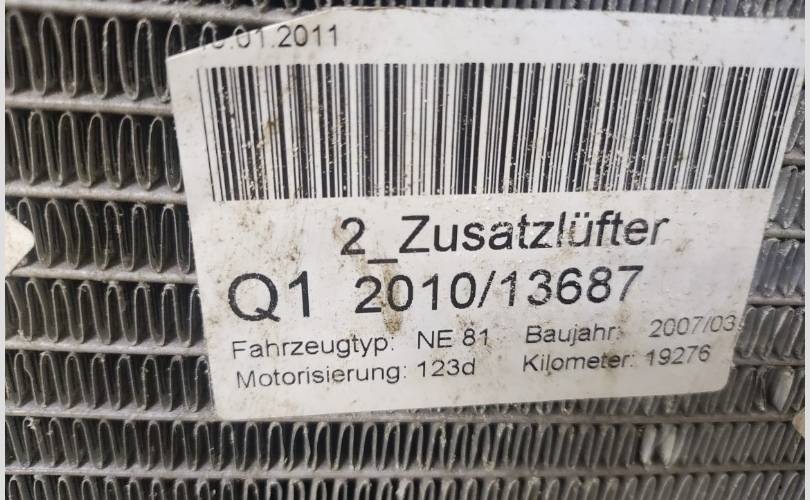 .01.2011
2_Zusatzlüfter
Q1 2010/13687
Fahrzeugtyp: NE 81 Baujahr: 2007/03
Motorisierung: 123d Kilometer: 19276